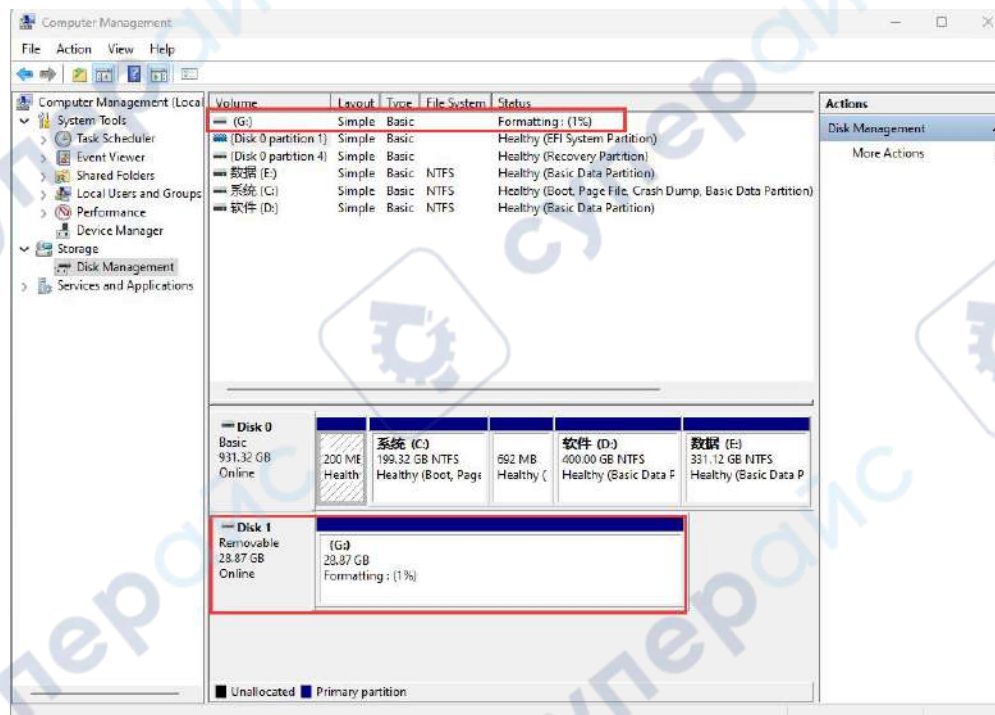 Computer Management
File Action View Help
Computer Management (Local
System Tools
Task Scheduler
Event Viewer
Shared Folders
Local Users and Groups
Performance
Device Manager
Storage
Disk Management
Services and Applications
Volume Layout Type File System Status
(G:) Simple Basic Formatting : (1%)
(Disk 0 partition 1) Simple Basic Healthy (EFI System Partition)
(Disk 0 partition 4) Simple Basic Healthy (Recovery Partition)
数据 (E:) Simple Basic NTFS Healthy (Basic Data Partition)
系统 (C:) Simple Basic NTFS Healthy (Boot, Page File, Crash Dump, Basic Data Partition)
软件 (D:) Simple Basic NTFS Healthy (Basic Data Partition)
Actions
Disk Management
More Actions
Disk 0
Basic
931.32 GB
Online
200 ME
Health
系统 (C:)
199.32 GB NTFS
Healthy (Boot, Page
692 MB
Healthy (
软件 (D:)
400.00 GB NTFS
Healthy (Basic Data P
数据 (E:)
331.12 GB NTFS
Healthy (Basic Data P
Disk 1
Removable
28.87 GB
Online
(G:)
28.87 GB
Formatting : (1%)
Unallocated Primary partition
суперайс